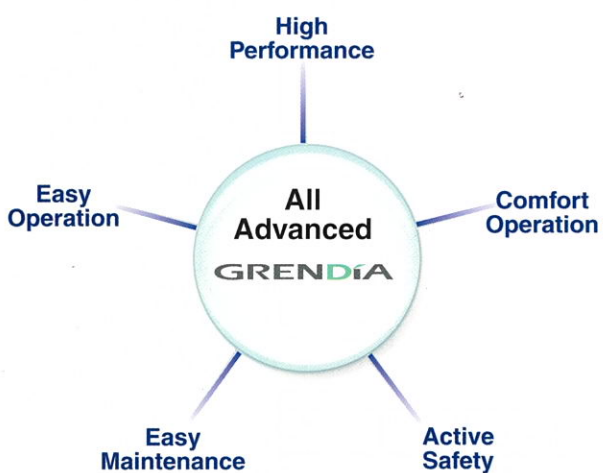 High
Performance
Easy
Operation
All
Advanced
GRENDíA
Comfort
Operation
Easy
Maintenance
Active
Safety